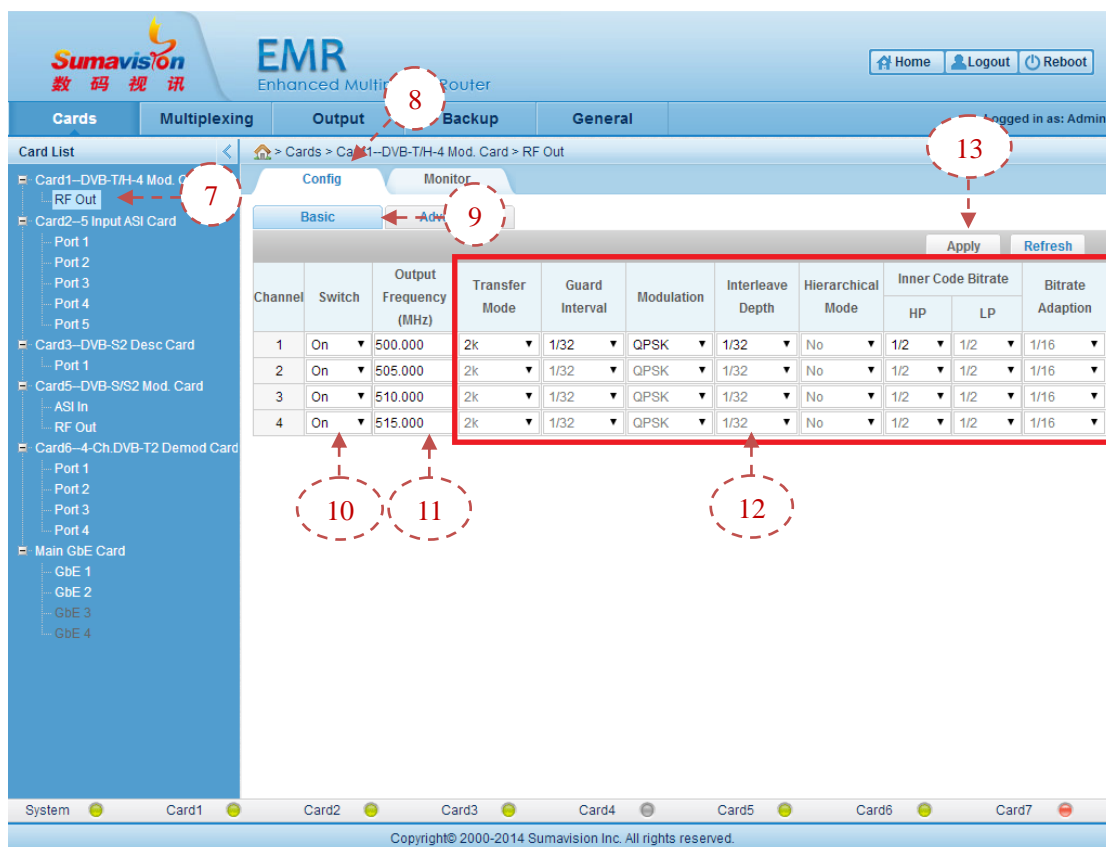 Sumavision
数 码 视 讯
EMR
Enhanced Router
Home Logout Reboot
Cards Multiplexing Output Backup General Logged in as: Admin
8
13
Card List
> Cards > Card1--DVB-T/H-4 Mod. Card > RF Out
Config Monitor
Card1--DVB-T/H-4 Mod.
RF Out
7
Card2--5 Input ASI Card
Port 1
Port 2
Port 3
Port 4
Port 5
Card3--DVB-S2 Desc Card
Port 1
Card5--DVB-S/S2 Mod. Card
ASI In
RF Out
Card6--4-Ch.DVB-T2 Demod Card
Port 1
Port 2
Port 3
Port 4
Main GbE Card
GbE 1
GbE 2
GbE 3
GbE 4
Basic
9
Apply Refresh
Channel Switch Output Frequency (MHz) Transfer Mode Guard Interval Modulation Interleave Depth Hierarchical Mode Inner Code Bitrate Bitrate Adaption
HP LP
1 On 500.000 2k 1/32 QPSK 1/32 No 1/2 1/2 1/16
2 On 505.000 2k 1/32 QPSK 1/32 No 1/2 1/2 1/16
3 On 510.000 2k 1/32 QPSK 1/32 No 1/2 1/2 1/16
4 On 515.000 2k 1/32 QPSK 1/32 No 1/2 1/2 1/16
10 11 12
System Card1 Card2 Card3 Card4 Card5 Card6 Card7
Copyright© 2000-2014 Sumavision Inc. All rights reserved.